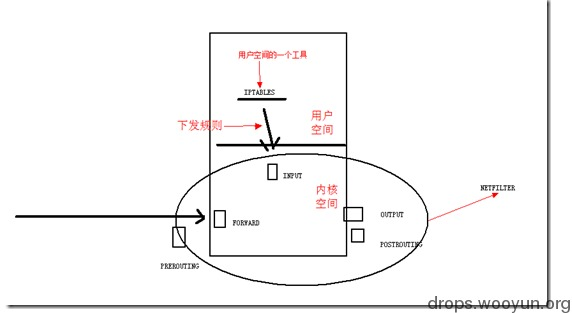 用户空间的一个工具
IPTABLES
下发规则
用户
空间
INPUT
内核
空间
NETFILTER
FORWARD
OUTPUT
POSTROUTING
PREROUTING
drops.wooyun.org